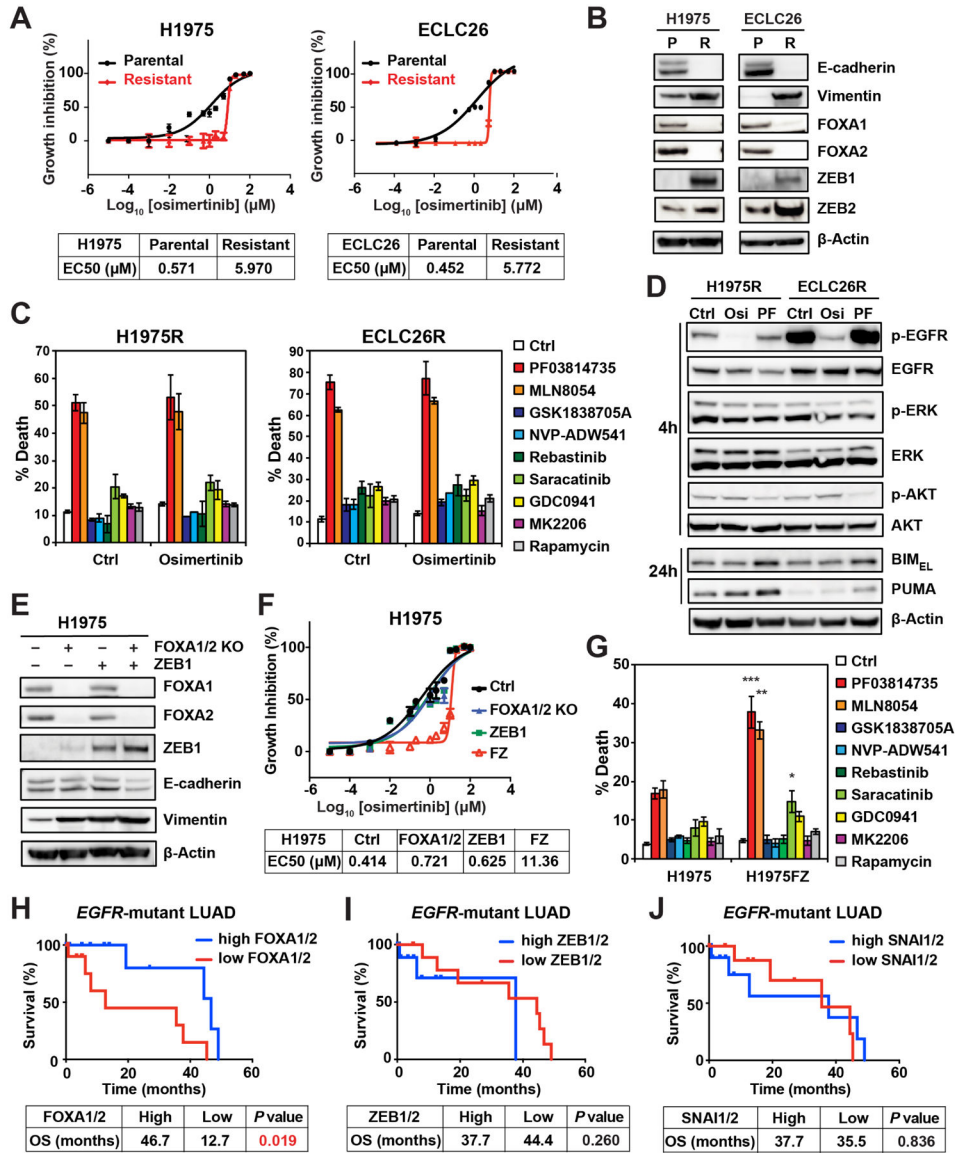 A
H1975
ECLC26
Growth inhibition (%)
100
50
0
Parental
Resistant
-6 -4 -2 0 2 4
Log10 [osimertinib] (μM)
Growth inhibition (%)
100
50
0
Parental
Resistant
-6 -4 -2 0 2 4
Log10 [osimertinib] (μM)
H1975 Parental Resistant
EC50 (μM) 0.571 5.970
ECLC26 Parental Resistant
EC50 (μM) 0.452 5.772
B
H1975 ECLC26
P R P R
E-cadherin
Vimentin
FOXA1
FOXA2
ZEB1
ZEB2
β-Actin
C
H1975R
ECLC26R
% Death
60
50
40
30
20
10
0
Ctrl Osimertinib
% Death
90
80
70
60
50
40
30
20
10
0
Ctrl Osimertinib
Ctrl
PF03814735
MLN8054
GSK1838705A
NVP-ADW541
Rebastinib
Saracatinib
GDC0941
MK2206
Rapamycin
D
H1975R ECLC26R
Ctrl Osi PF Ctrl Osi PF
4h
p-EGFR
EGFR
p-ERK
ERK
p-AKT
AKT
24h
BIMEL
PUMA
β-Actin
E
H1975
– + – + FOXA1/2 KO
– – + + ZEB1
FOXA1
FOXA2
ZEB1
E-cadherin
Vimentin
β-Actin
F
H1975
Growth Inhibition (%)
100
50
0
Ctrl
FOXA1/2 KO
ZEB1
FZ
-6 -4 -2 0 2 4
Log10 [osimertinib] (μM)
H1975 Ctrl FOXA1/2 ZEB1 FZ
EC50 (μM) 0.414 0.721 0.625 11.36
G
% Death
50
40
30
20
10
0
***
**
*
H1975 H1975FZ
Ctrl
PF03814735
MLN8054
GSK1838705A
NVP-ADW541
Rebastinib
Saracatinib
GDC0941
MK2206
Rapamycin
H
EGFR-mutant LUAD
high FOXA1/2
low FOXA1/2
Survival (%)
100
50
0
0 20 40 60
Time (months)
FOXA1/2 High Low P value
OS (months) 46.7 12.7 0.019
I
EGFR-mutant LUAD
high ZEB1/2
low ZEB1/2
Survival (%)
100
50
0
0 20 40 60
Time (months)
ZEB1/2 High Low P value
OS (months) 37.7 44.4 0.260
J
EGFR-mutant LUAD
high SNAI1/2
low SNAI1/2
Survival (%)
100
50
0
0 20 40 60
Time (months)
SNAI1/2 High Low P value
OS (months) 37.7 35.5 0.836